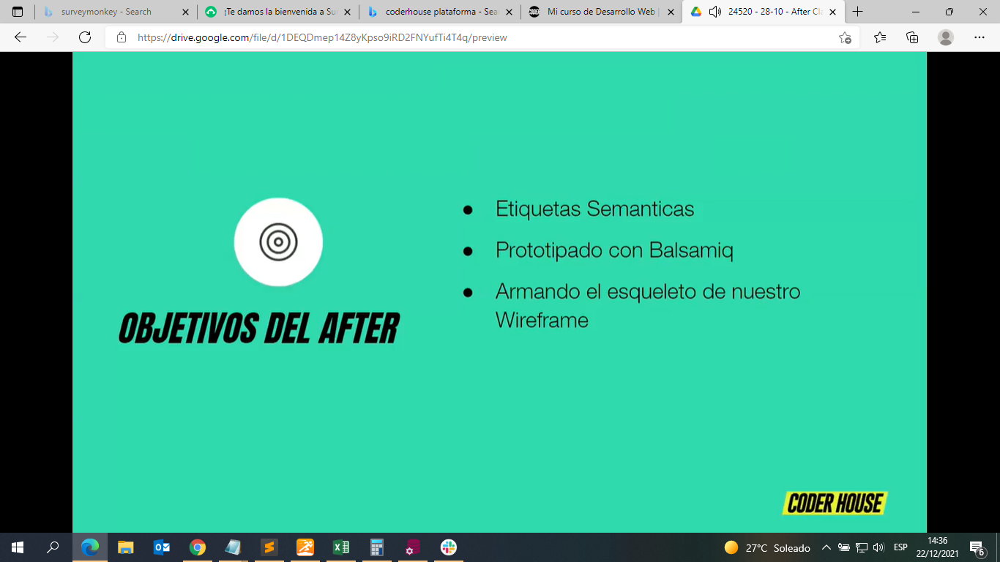 surveymonkey - Search
¡Te damos la bienvenida a Su
coderhouse plataforma - Sea
Mi curso de Desarrollo Web |
24520 - 28-10 - After Cla
https://drive.google.com/file/d/1DEQDmep14Z8yKpso9iRD2FNYufTi4T4q/preview
OBJETIVOS DEL AFTER
● Etiquetas Semanticas
● Prototipado con Balsamiq
● Armando el esqueleto de nuestro
Wireframe
CODER HOUSE
27°C Soleado
ESP
14:36
22/12/2021
6